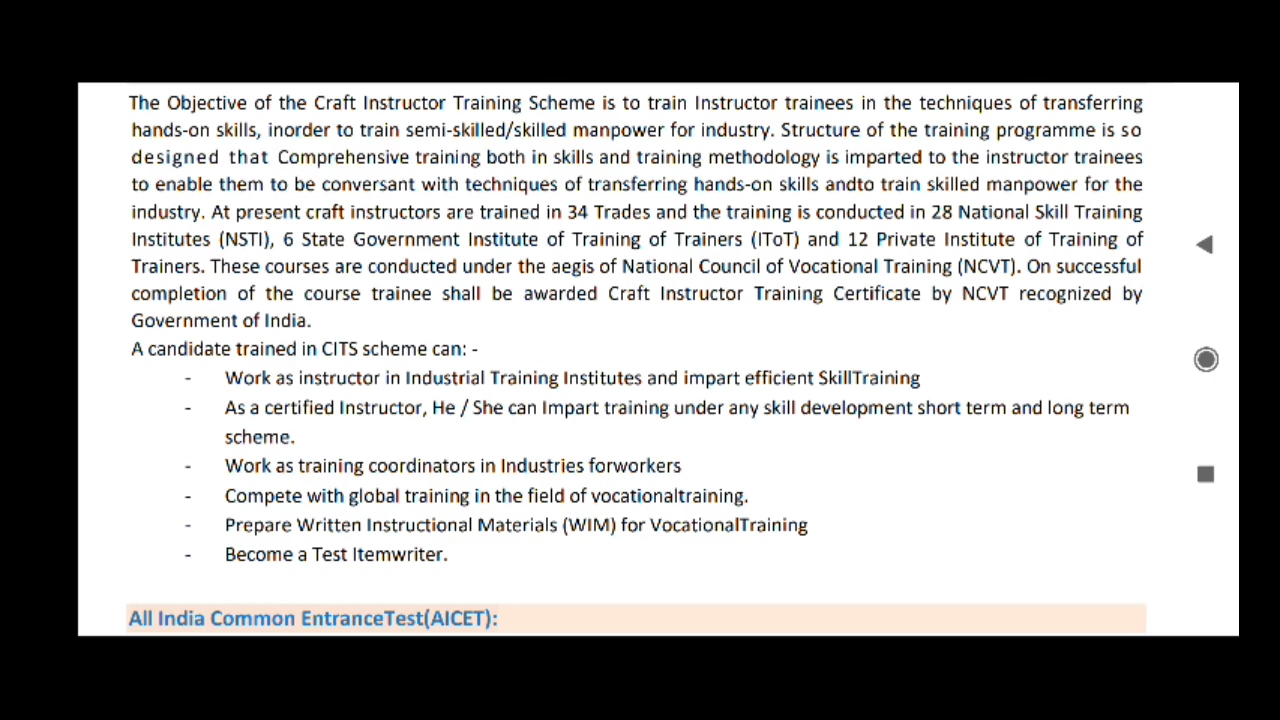 The Objective of the Craft Instructor Training Scheme is to train Instructor trainees in the techniques of transferring
hands-on skills, inorder to train semi-skilled/skilled manpower for industry. Structure of the training programme is so
designed that Comprehensive training both in skills and training methodology is imparted to the instructor trainees
to enable them to be conversant with techniques of transferring hands-on skills andto train skilled manpower for the
industry. At present craft instructors are trained in 34 Trades and the training is conducted in 28 National Skill Training
Institutes (NSTI), 6 State Government Institute of Training of Trainers (IToT) and 12 Private Institute of Training of
Trainers. These courses are conducted under the aegis of National Council of Vocational Training (NCVT). On successful
completion of the course trainee shall be awarded Craft Instructor Training Certificate by NCVT recognized by
Government of India.
A candidate trained in CITS scheme can: -
- Work as instructor in Industrial Training Institutes and impart efficient SkillTraining
- As a certified Instructor, He / She can Impart training under any skill development short term and long term
scheme.
- Work as training coordinators in Industries forworkers
- Compete with global training in the field of vocationaltraining.
- Prepare Written Instructional Materials (WIM) for VocationalTraining
- Become a Test Itemwriter.
All India Common EntranceTest(AICET):